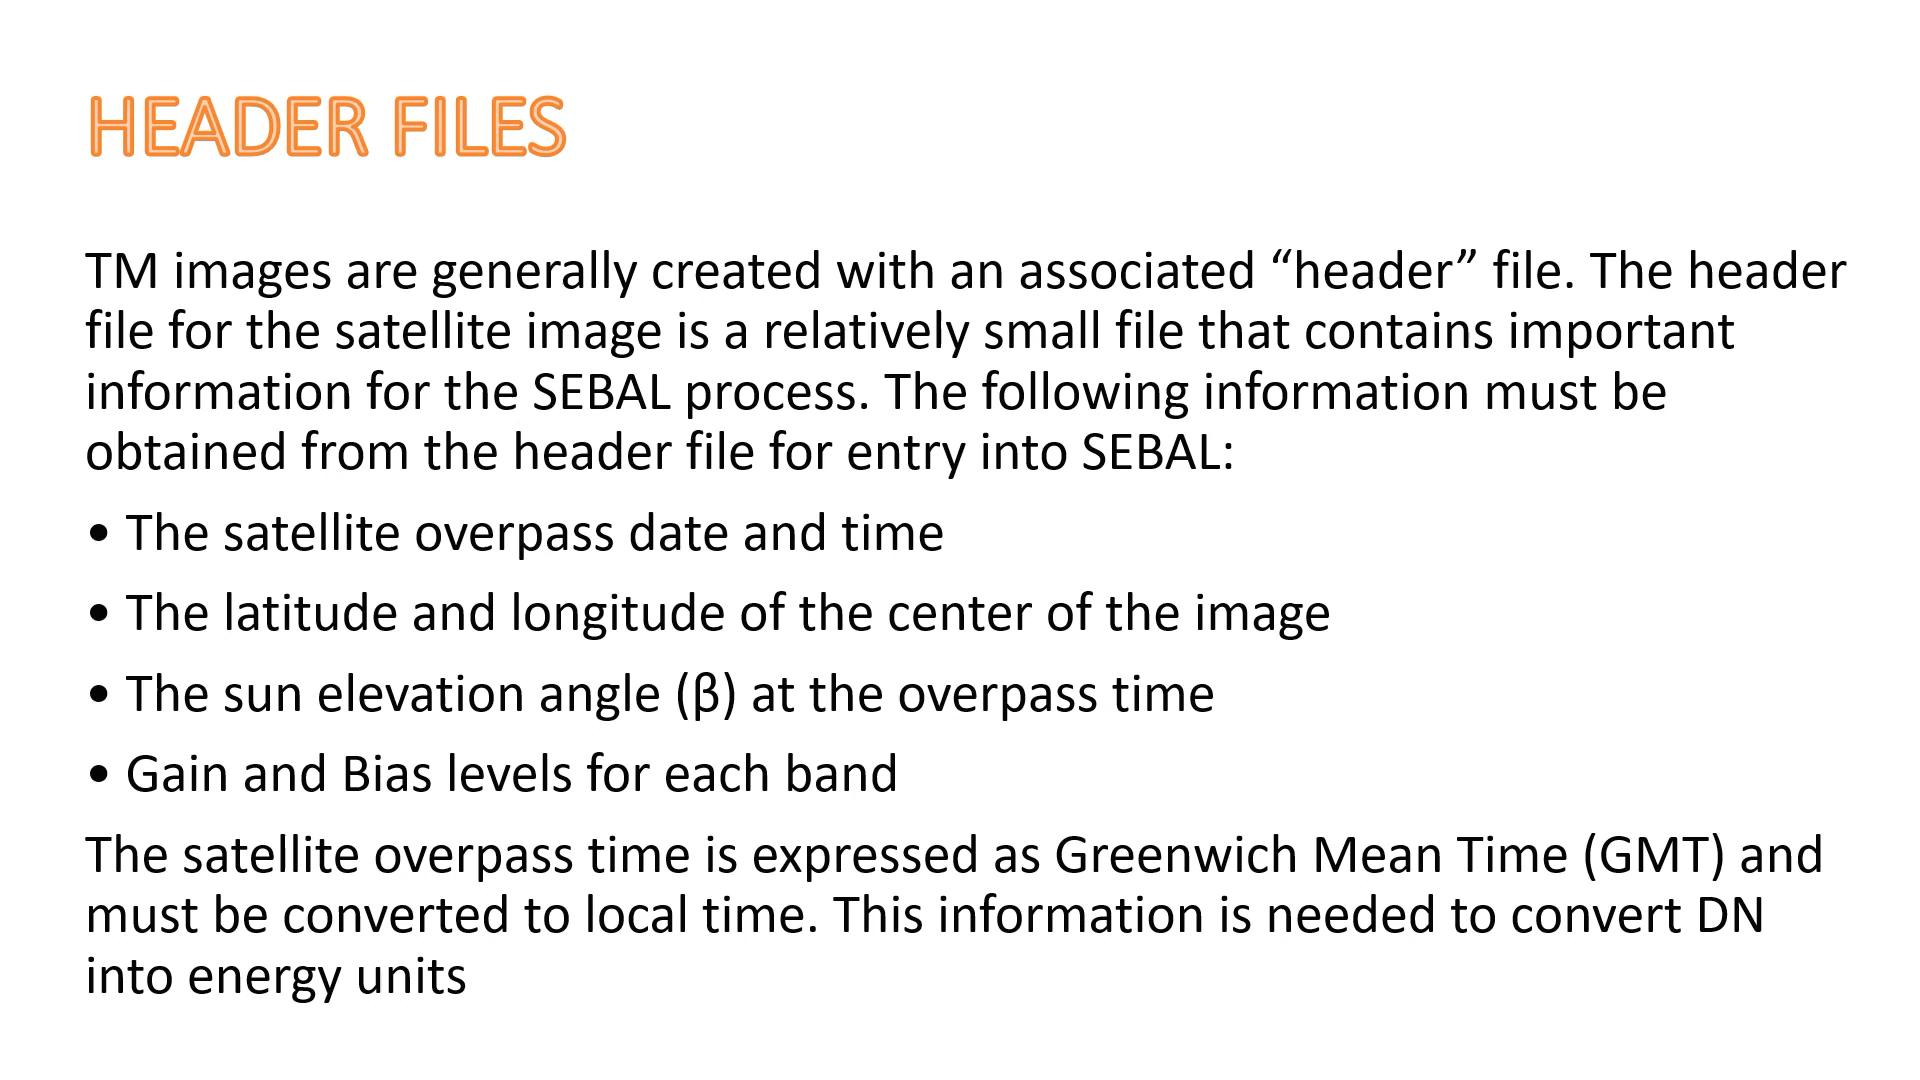 HEADER FILES
TM images are generally created with an associated “header” file. The header
file for the satellite image is a relatively small file that contains important
information for the SEBAL process. The following information must be
obtained from the header file for entry into SEBAL:
• The satellite overpass date and time
• The latitude and longitude of the center of the image
• The sun elevation angle (β) at the overpass time
• Gain and Bias levels for each band
The satellite overpass time is expressed as Greenwich Mean Time (GMT) and
must be converted to local time. This information is needed to convert DN
into energy units